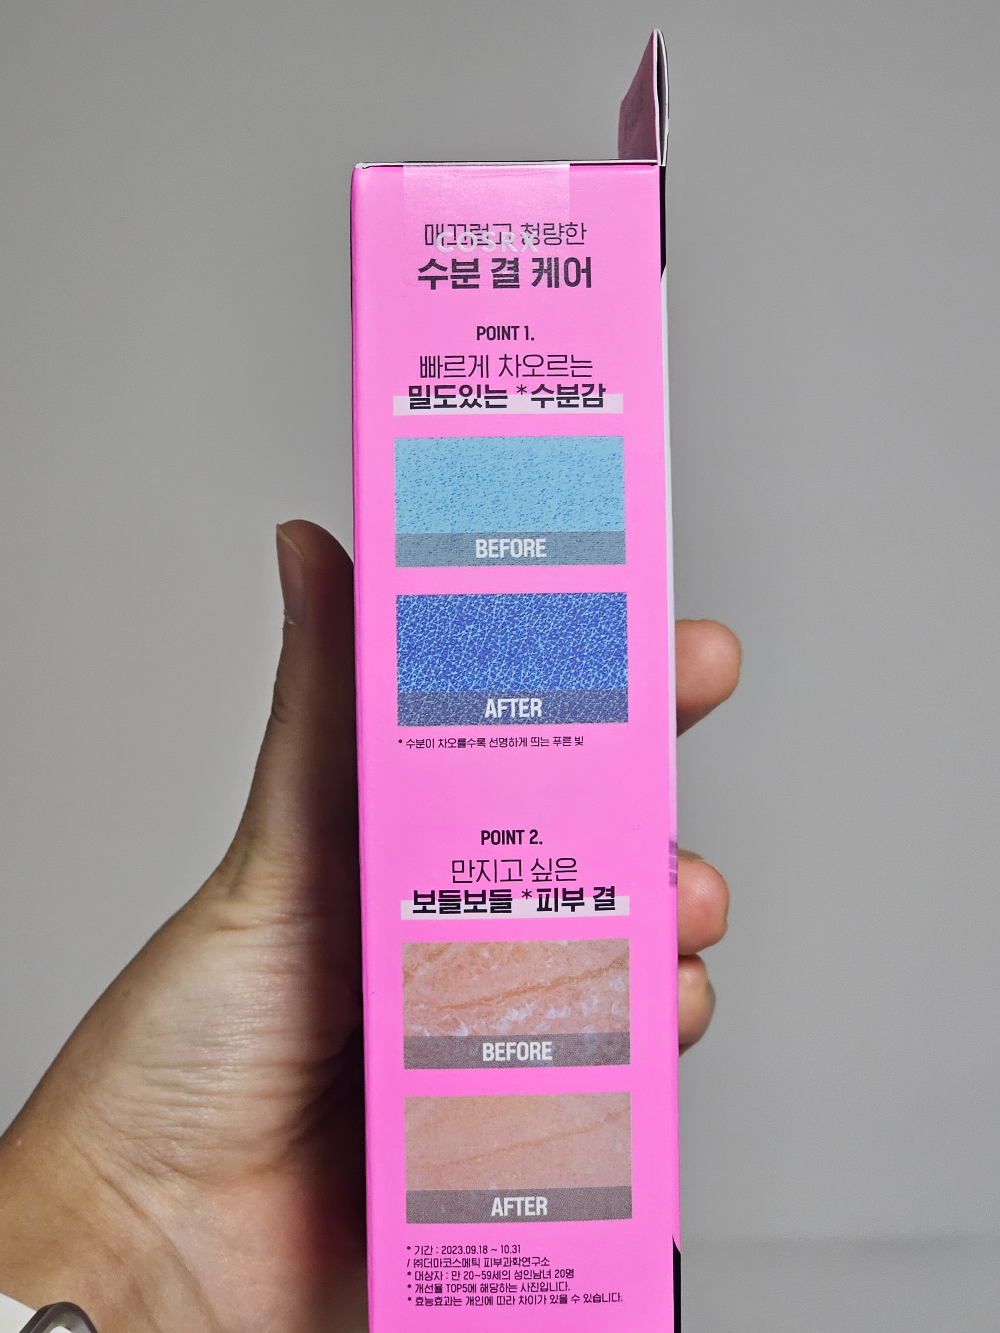 매끄럽고 청량한
COSRX
수분 결 케어
POINT 1.
빠르게 차오르는
밀도있는 *수분감
BEFORE
AFTER
* 수분이 차오를수록 선명하게 띄는 푸른 빛
POINT 2.
만지고 싶은
보들보들 *피부 결
BEFORE
AFTER
* 기간 : 2023.09.18 ~ 10.31
/ ㈜더마코스메틱 피부과학연구소
* 대상자 : 만 20~59세의 성인남녀 20명
* 개선율 TOP5에 해당하는 사진입니다.
* 효능효과는 개인에 따라 차이가 있을 수 있습니다.